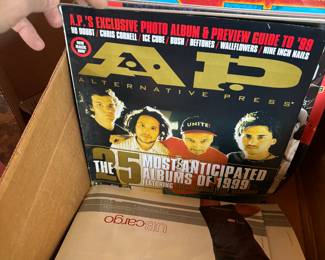 A.P.'S EXCLUSIVE PHOTO ALBUM & PREVIEW GUIDE TO '99
NO DOUBT / CHRIS CORNELL / ICE CUBE / BUSH / DEFTONES / WALLFLOWERS / NINE INCH NAILS
A.P.
ALTERNATIVE PRESS
UNITE:
THE 25 MOST ANTICIPATED
ALBUMS OF 1999
FEATURING
cargo